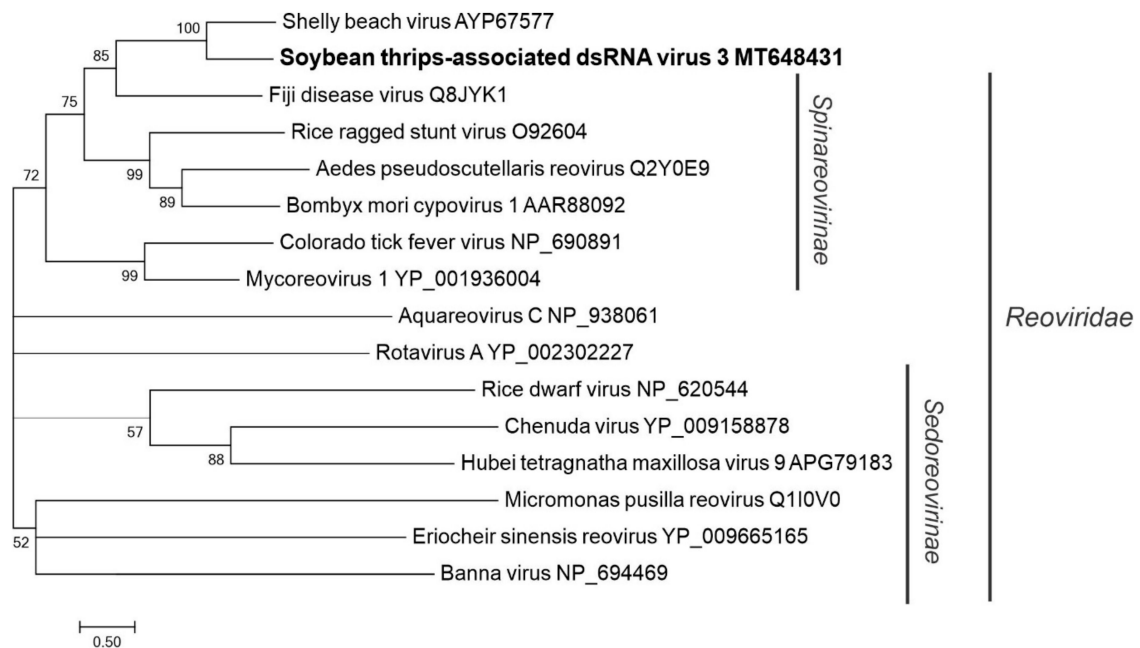 Shelly beach virus AYP67577
100
Soybean thrips-associated dsRNA virus 3 MT648431
85
Fiji disease virus Q8JYK1
75
Rice ragged stunt virus O92604
Aedes pseudoscutellaris reovirus Q2Y0E9
99
72
Bombyx mori cypovirus 1 AAR88092
89
Colorado tick fever virus NP_690891
Mycoreovirus 1 YP_001936004
99
Spinareovirinae
Aquareovirus C NP_938061
Reoviridae
Rotavirus A YP_002302227
Rice dwarf virus NP_620544
57
Chenuda virus YP_009158878
88
Hubei tetragnatha maxillosa virus 9 APG79183
Sedoreovirinae
Micromonas pusilla reovirus Q1I0V0
52
Eriocheir sinensis reovirus YP_009665165
Banna virus NP_694469
0.50